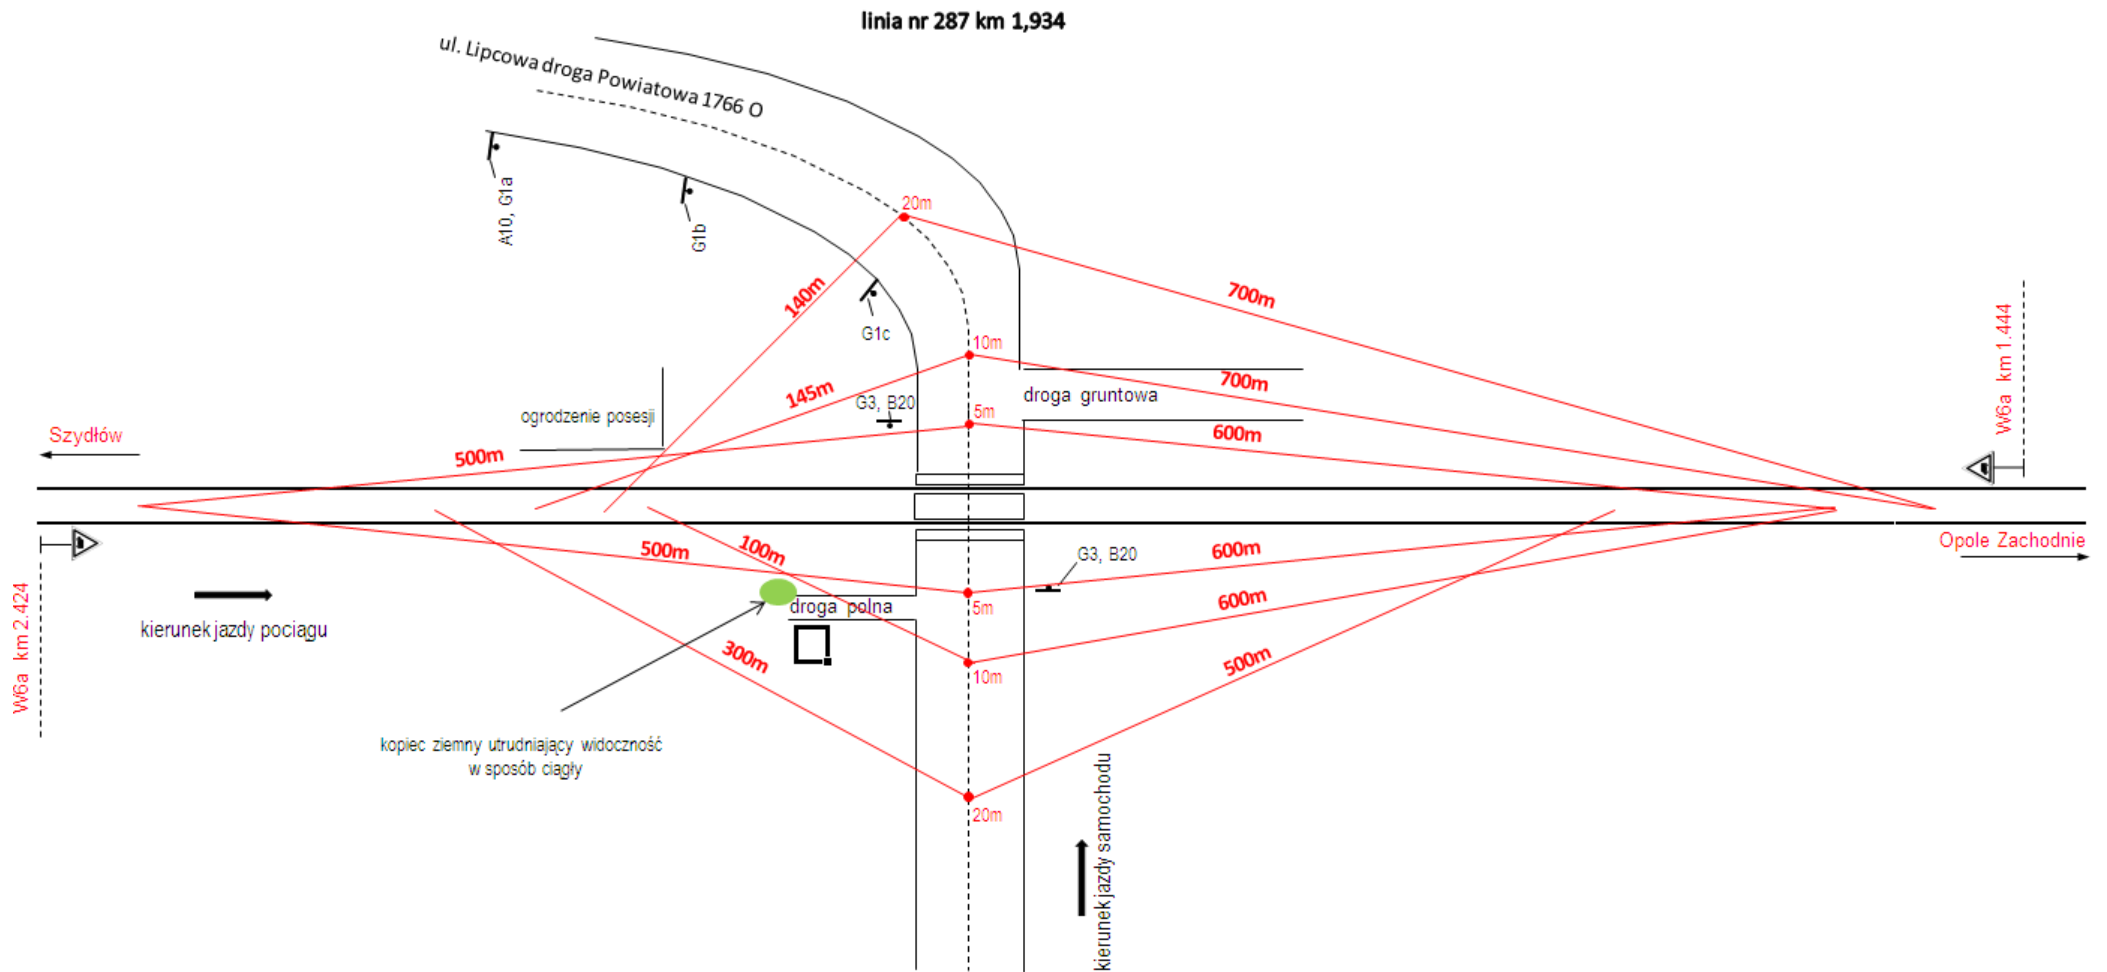 linia nr 287 km 1,934
ul. Lipcowa droga Powiatowa 1766 O
A10, G1a
G1b
20m
140m
700m
G1c
10m
W6a km 1.444
145m
700m
droga gruntowa
G3, B20
5m
ogrodzenie posesji
Szydłów
500m
600m
Opole Zachodnie
500m
100m
600m
G3, B20
droga polna
5m
600m
kierunek jazdy pociągu
W6a km 2.424
300m
10m
500m
kopiec ziemny utrudniający widoczność
w sposób ciągły
20m
kierunek jazdy samochodu